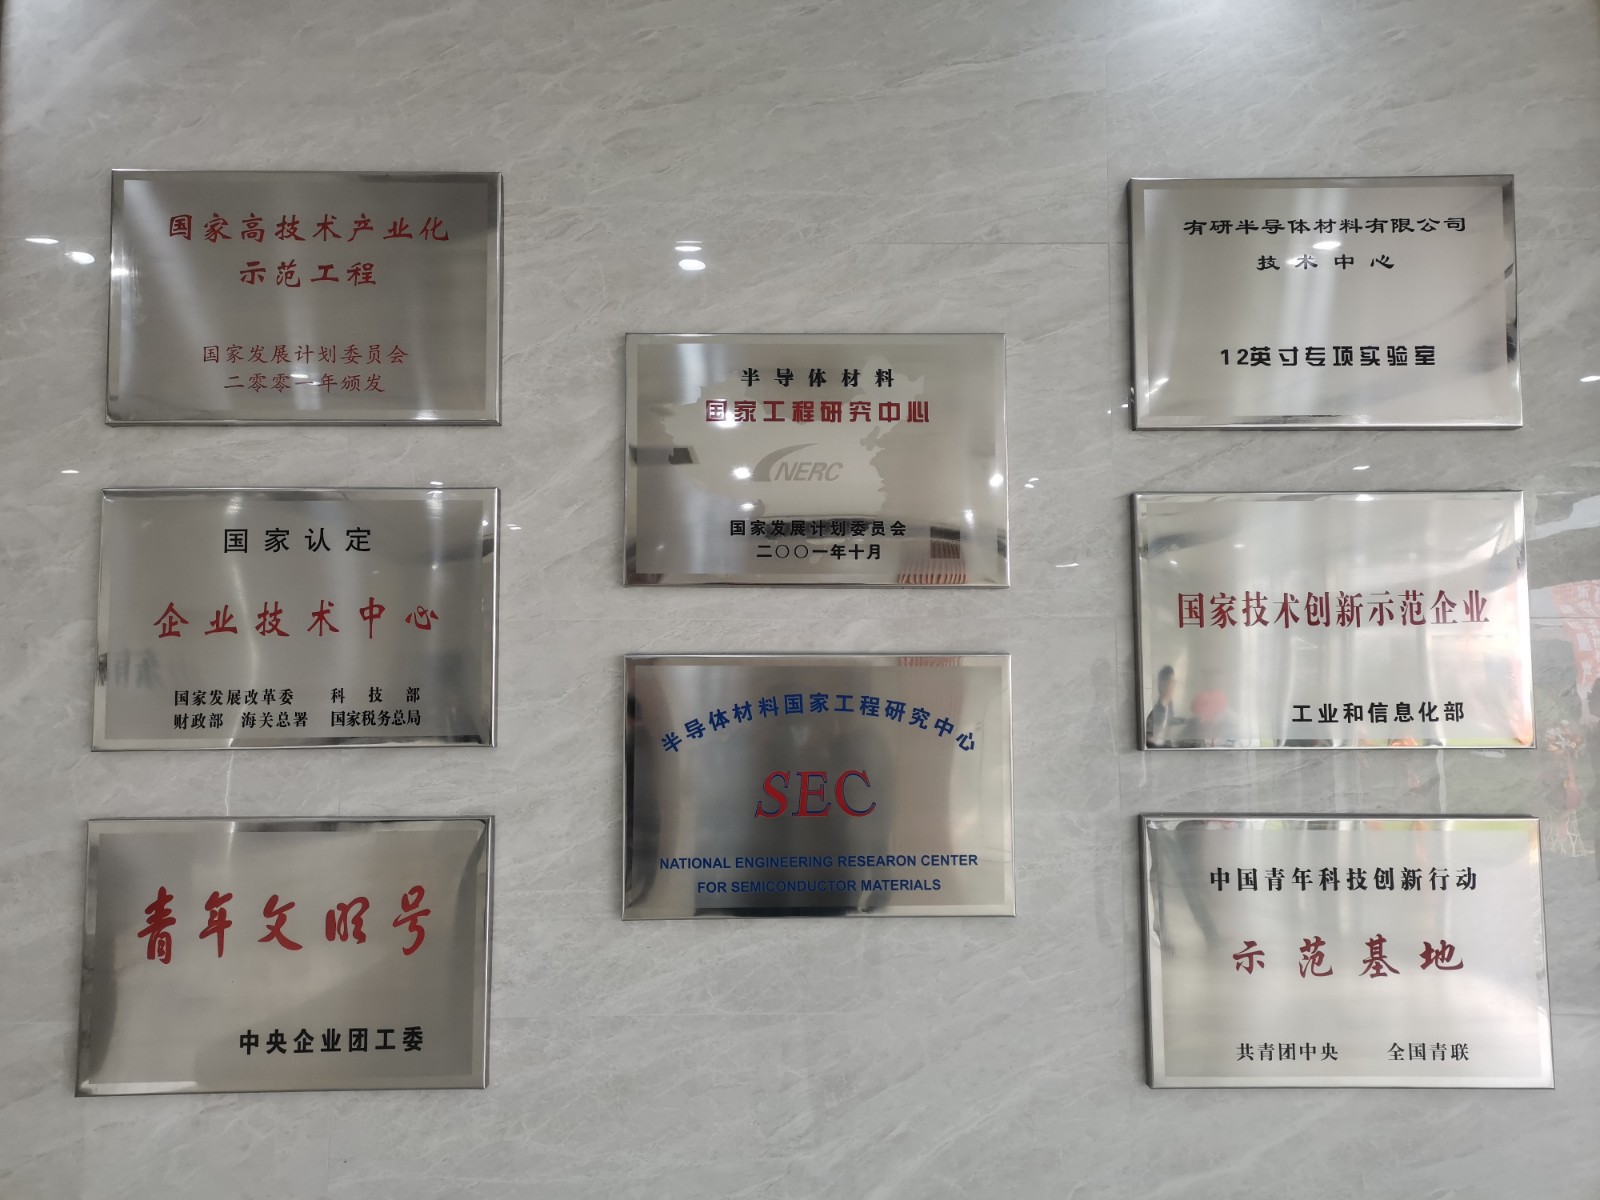 国家高技术产业化
示范工程
国家发展计划委员会
二零零一年颁发
国家认定
企业技术中心
国家发展改革委 科技部
财政部 海关总署 国家税务总局
青年文明号
中央企业团工委
半导体材料
国家工程研究中心
NERC
国家发展计划委员会
二〇〇一年十月
半导体材料国家工程研究中心
SEC
NATIONAL ENGINEERING RESEARON CENTER
FOR SEMICONDUCTOR MATERIALS
有研半导体材料有限公司
技术中心
12英寸专项实验室
国家技术创新示范企业
工业和信息化部
中国青年科技创新行动
示范基地
共青团中央 全国青联